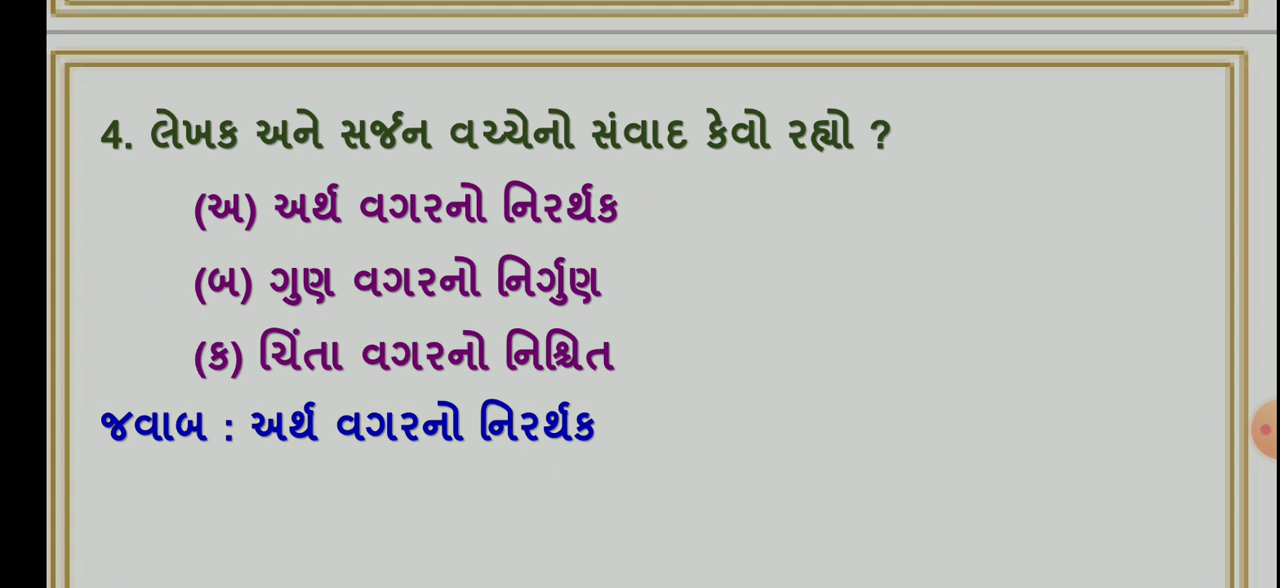 4. લેખક અને સર્જન વચ્ચેનો સંવાદ કેવો રહ્યો ?
(અ) અર્થ વગરનો નિરર્થક
(બ) ગુણ વગરનો નિર્ગુણ
(ક) ચિંતા વગરનો નિશ્ચિત
જવાબ : અર્થ વગરનો નિરર્થક